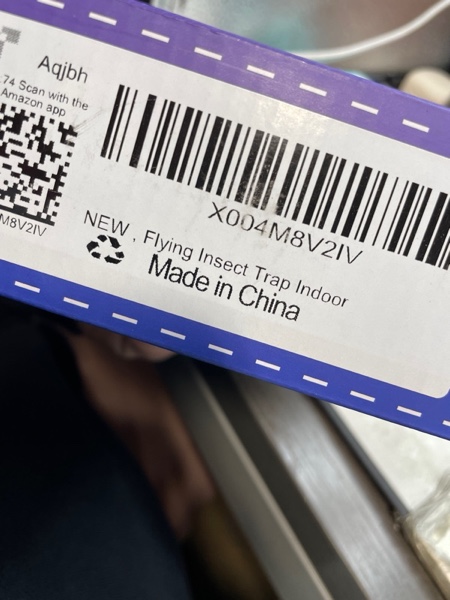 Aqjbh
74 Scan with the
Amazon app
M8V2IV
X004M8V2IV
NEW , Flying Insect Trap Indoor
Made in China